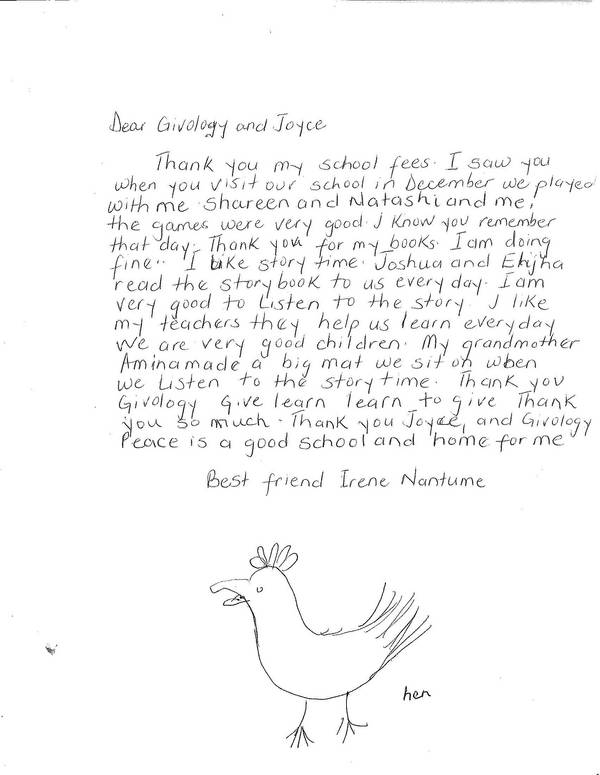 Dear Givology and Joyce
Thank you my school fees. I saw you
when you visit our school in December we played
with me Shareen and Natashi and me,
the games were very good. I know you remember
that day. Thank you for my books. I am doing
fine.. I like story time. Joshua and Elijha
read the storybook to us every day. I am
very good to Listen to the story. I like
my teachers they help us learn everyday
We are very good children. My grandmother
Amina made a big mat we sit on when
we Listen to the story time. Thank you
Givology Give learn learn to give Thank
you so much. Thank you Joyce, and Givology
Peace is a good school and home for me
Best friend Irene Nantume
hen